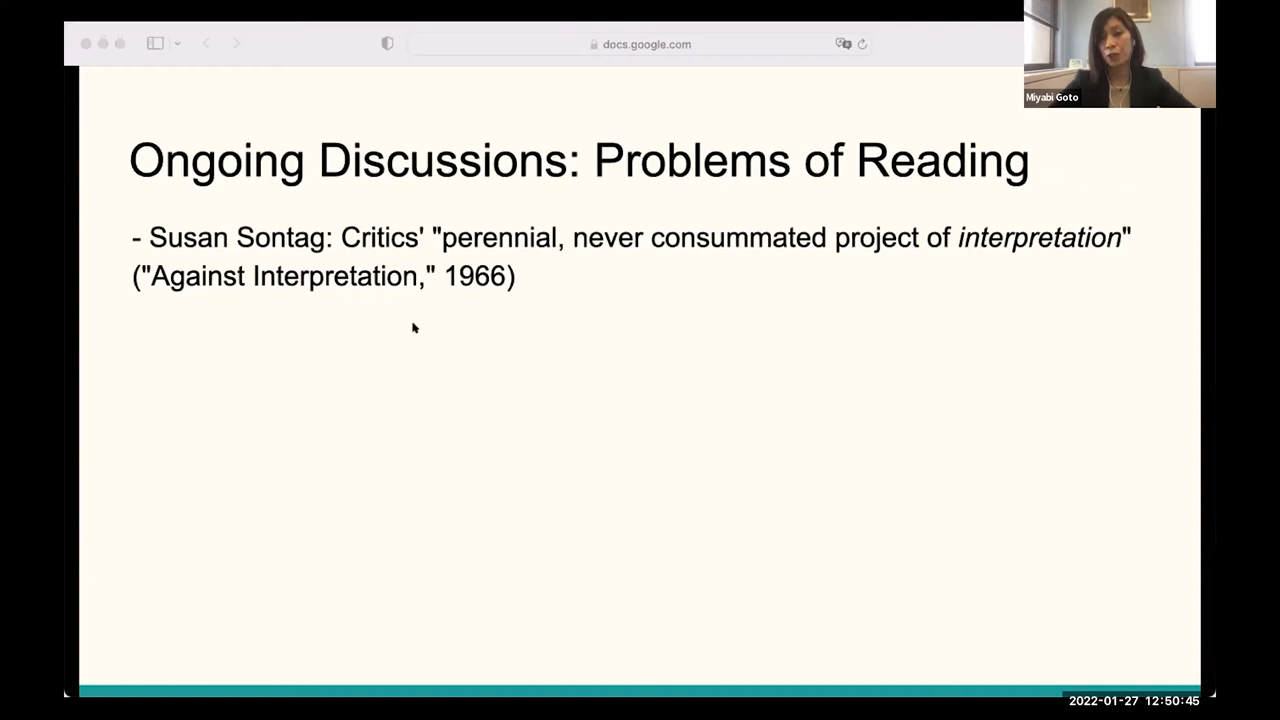 docs.google.com
Miyabi Goto
Ongoing Discussions: Problems of Reading
- Susan Sontag: Critics' "perennial, never consummated project of interpretation"
("Against Interpretation," 1966)
2022-01-27 12:50:45